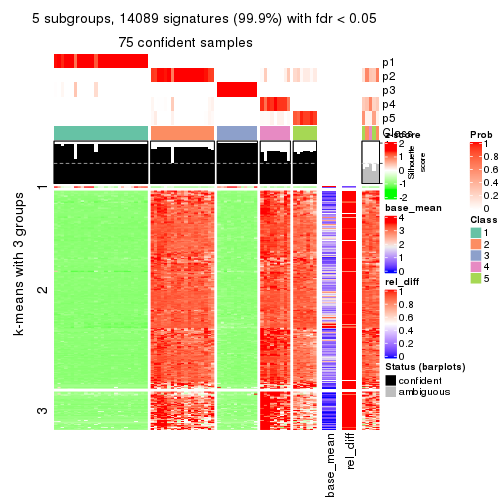 5 subgroups, 14089 signatures (99.9%) with fdr < 0.05
75 confident samples
p1
p2
p3
p4
p5
Class
Silhouette
score
k-means with 3 groups
1
2
3
base_mean
rel_diff
z-score
2
1
0
-1
-2
base_mean
4
3
2
1
0
rel_diff
1
0.8
0.6
0.4
0.2
0
Status (barplots)
confident
ambiguous
Prob
1
0.8
0.6
0.4
0.2
0
Class
1
2
3
4
5